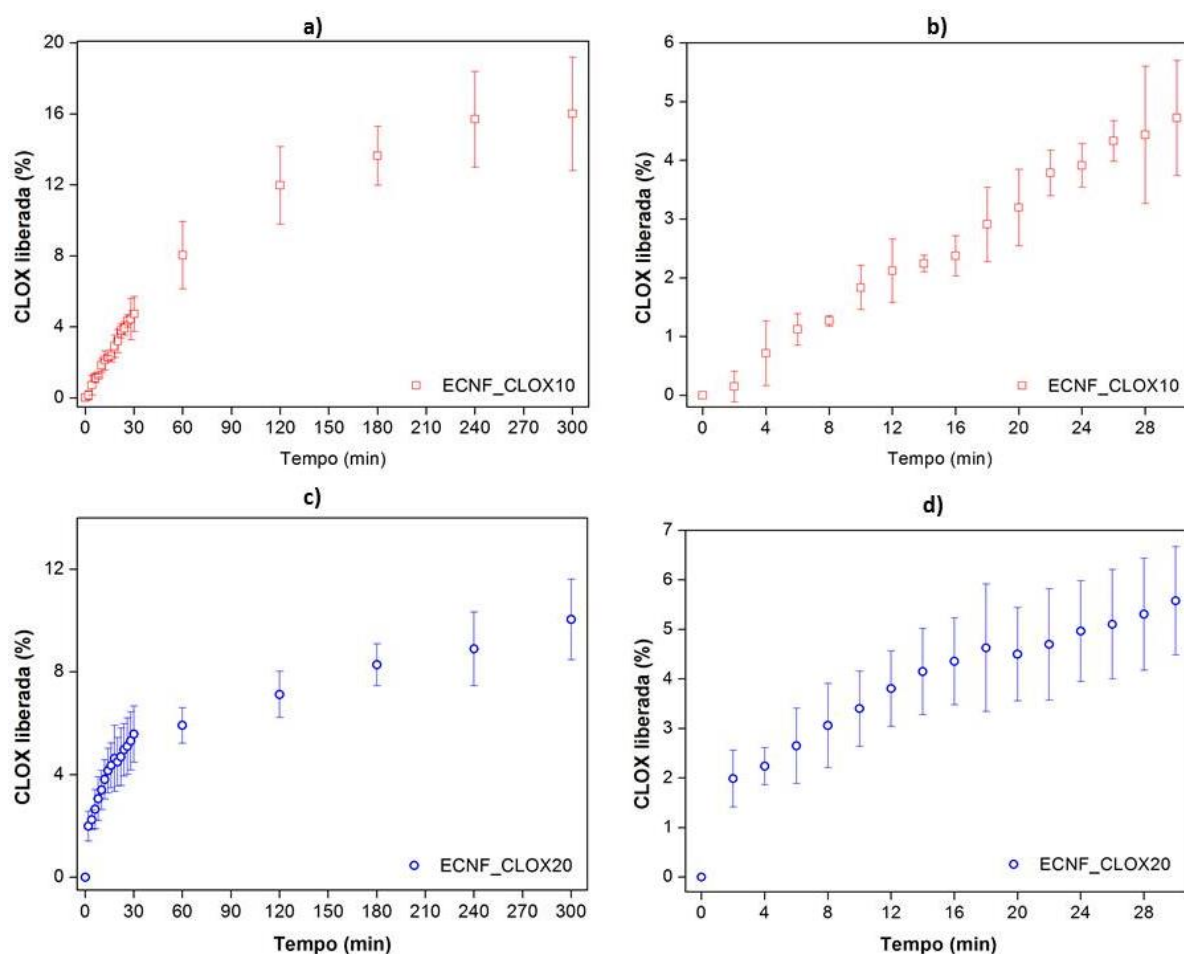 a)
20
16
12
8
4
0
CLOX liberada (%)
ECNF_CLOX10
0 30 60 90 120 150 180 210 240 270 300
Tempo (min)
b)
6
5
4
3
2
1
0
CLOX liberada (%)
ECNF_CLOX10
0 4 8 12 16 20 24 28
Tempo (min)
c)
12
8
4
0
CLOX liberada (%)
ECNF_CLOX20
0 30 60 90 120 150 180 210 240 270 300
Tempo (min)
d)
7
6
5
4
3
2
1
0
CLOX liberada (%)
ECNF_CLOX20
0 4 8 12 16 20 24 28
Tempo (min)